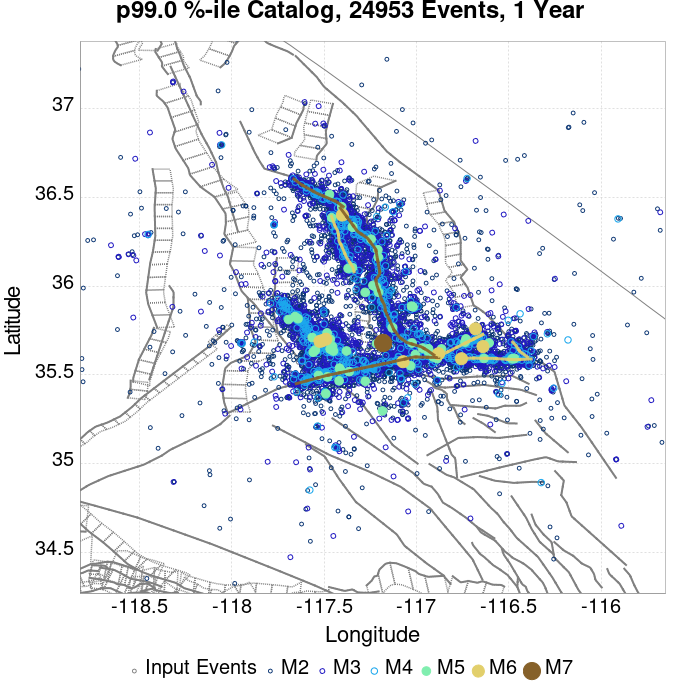 p99.0 %-ile Catalog, 24953 Events, 1 Year
37
36.5
36
35.5
35
34.5
Latitude
-118.5 -118 -117.5 -117 -116.5 -116
Longitude
Input Events M2 M3 M4 M5 M6 M7